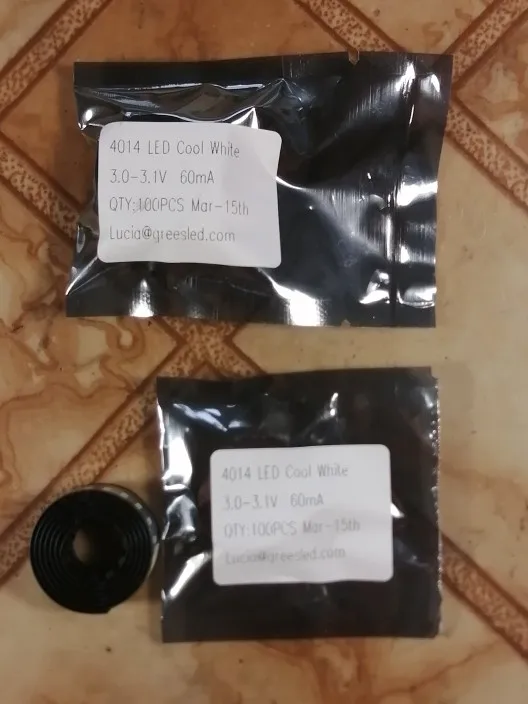 4014 LED Cool White
3.0-3.1V 60mA
QTY:100PCS Mar-15th
Lucia@greesled.com
4014 LED Cool White
3.0-3.1V 60mA
QTY:100PCS Mar-15th
Lucia@greesled.com